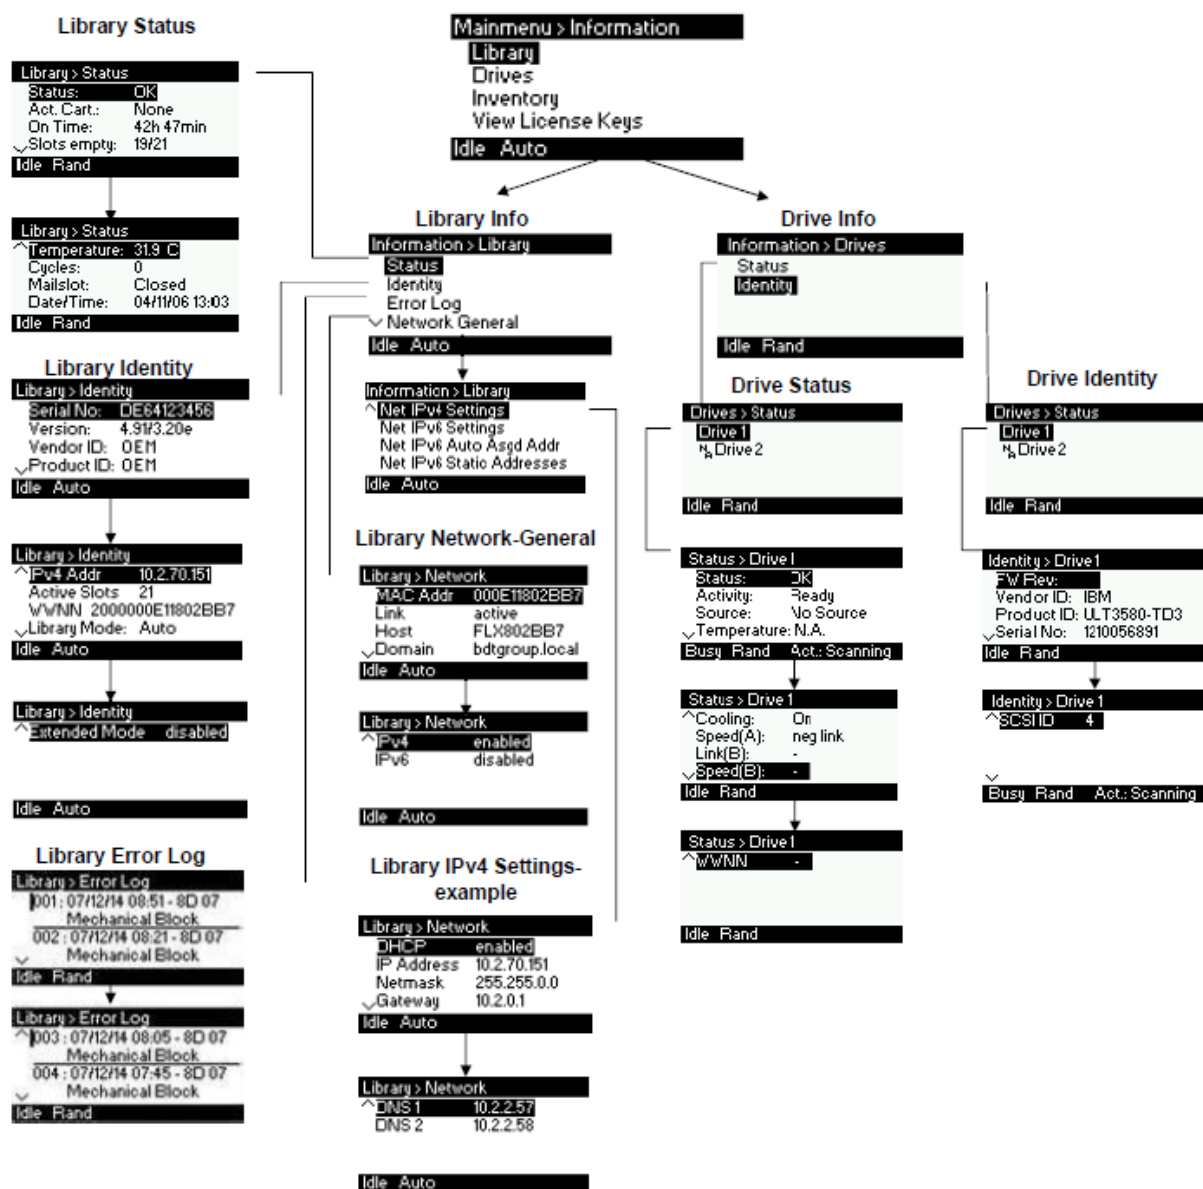 Library Status
Library > Status
Status: OK
Act. Cart.: None
On Time: 42h 47min
Slots empty: 19/21
Idle Rand
Library > Status
Temperature: 31.9 C
Cycles: 0
Mailslot: Closed
Date/Time: 04/11/06 13:03
Idle Rand
Library Identity
Library > Identity
Serial No: DE64123456
Version: 4.91/3.20e
Vendor ID: OEM
Product ID: OEM
Idle Auto
Library > Identity
IPv4 Addr 10.2.70.151
Active Slots 21
WWNN 2000000E11802BB7
Library Mode: Auto
Idle Auto
Library > Identity
Extended Mode disabled
Idle Auto
Library Error Log
Library > Error Log
001 : 07/12/14 08:51 - 8D 07
Mechanical Block
002 : 07/12/14 08:21 - 8D 07
Mechanical Block
Idle Rand
Library > Error Log
003 : 07/12/14 08:05 - 8D 07
Mechanical Block
004 : 07/12/14 07:45 - 8D 07
Mechanical Block
Idle Rand
Mainmenu > Information
Library
Drives
Inventory
View License Keys
Idle Auto
Library Info
Information > Library
Status
Identity
Error Log
Network General
Idle Auto
Information > Library
Net IPv4 Settings
Net IPv6 Settings
Net IPv6 Auto Asgd Addr
Net IPv6 Static Addresses
Idle Auto
Library Network-General
Library > Network
MAC Addr 000E11802BB7
Link active
Host FLX802BB7
Domain bdtgroup.local
Idle Auto
Library > Network
IPv4 enabled
IPv6 disabled
Idle Auto
Library IPv4 Settings-
example
Library > Network
DHCP enabled
IP Address 10.2.70.151
Netmask 255.255.0.0
Gateway 10.2.0.1
Idle Auto
Library > Network
DNS 1 10.2.2.57
DNS 2 10.2.2.58
Idle Auto
Drive Info
Information > Drives
Status
Identity
Idle Rand
Drive Status
Drives > Status
Drive 1
NA Drive 2
Idle Rand
Status > Drive 1
Status: OK
Activity: Ready
Source: No Source
Temperature: N.A.
Busy Rand Act.: Scanning
Status > Drive 1
Cooling: On
Speed(A): neg link
Link(B): -
Speed(B): -
Idle Rand
Status > Drive 1
WWNN -
Idle Rand
Drive Identity
Drives > Status
Drive 1
NA Drive 2
Idle Rand
Identity > Drive 1
FW Rev:
Vendor ID: IBM
Product ID: ULT3580-TD3
Serial No: 1210056891
Idle Rand
Identity > Drive 1
SCSI ID 4
Busy Rand Act.: Scanning